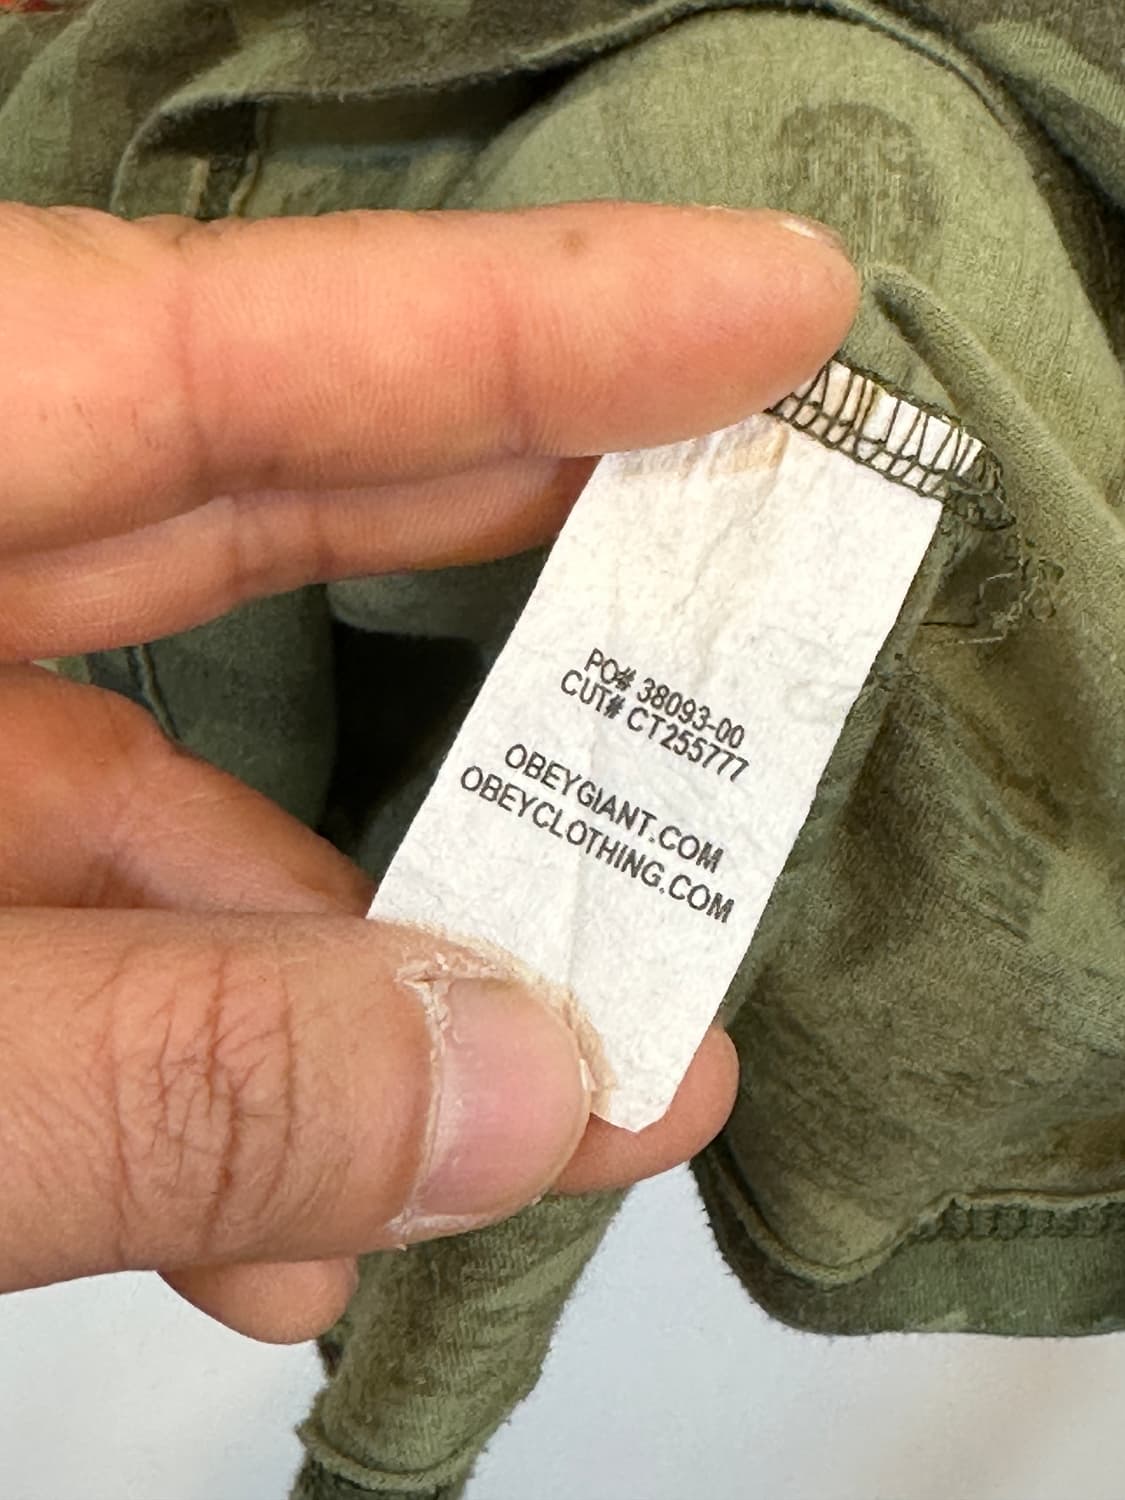 PO# 38093-00
CUT# CT255777
OBEYGIANT.COM
OBEYCLOTHING.COM